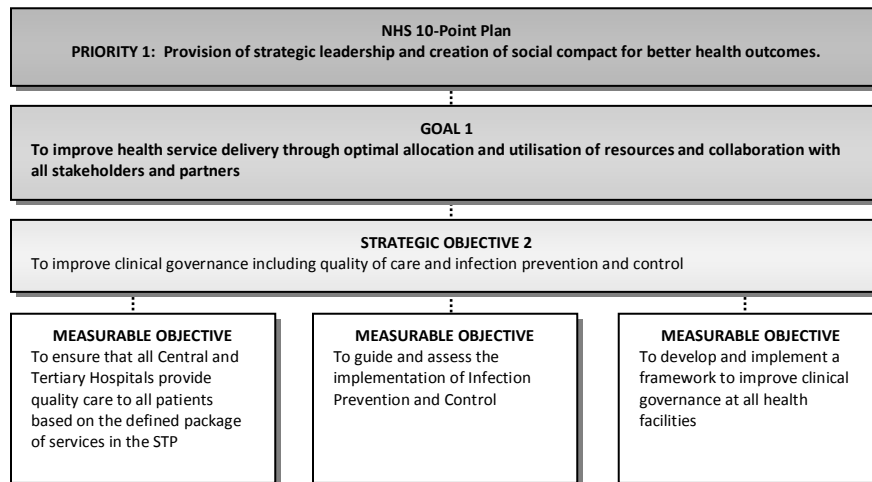 NHS 10-Point Plan
PRIORITY 1: Provision of strategic leadership and creation of social compact for better health outcomes.
GOAL 1
To improve health service delivery through optimal allocation and utilisation of resources and collaboration with
all stakeholders and partners
STRATEGIC OBJECTIVE 2
To improve clinical governance including quality of care and infection prevention and control
MEASURABLE OBJECTIVE
To ensure that all Central and
Tertiary Hospitals provide
quality care to all patients
based on the defined package
of services in the STP
MEASURABLE OBJECTIVE
To guide and assess the
implementation of Infection
Prevention and Control
MEASURABLE OBJECTIVE
To develop and implement a
framework to improve clinical
governance at all health
facilities